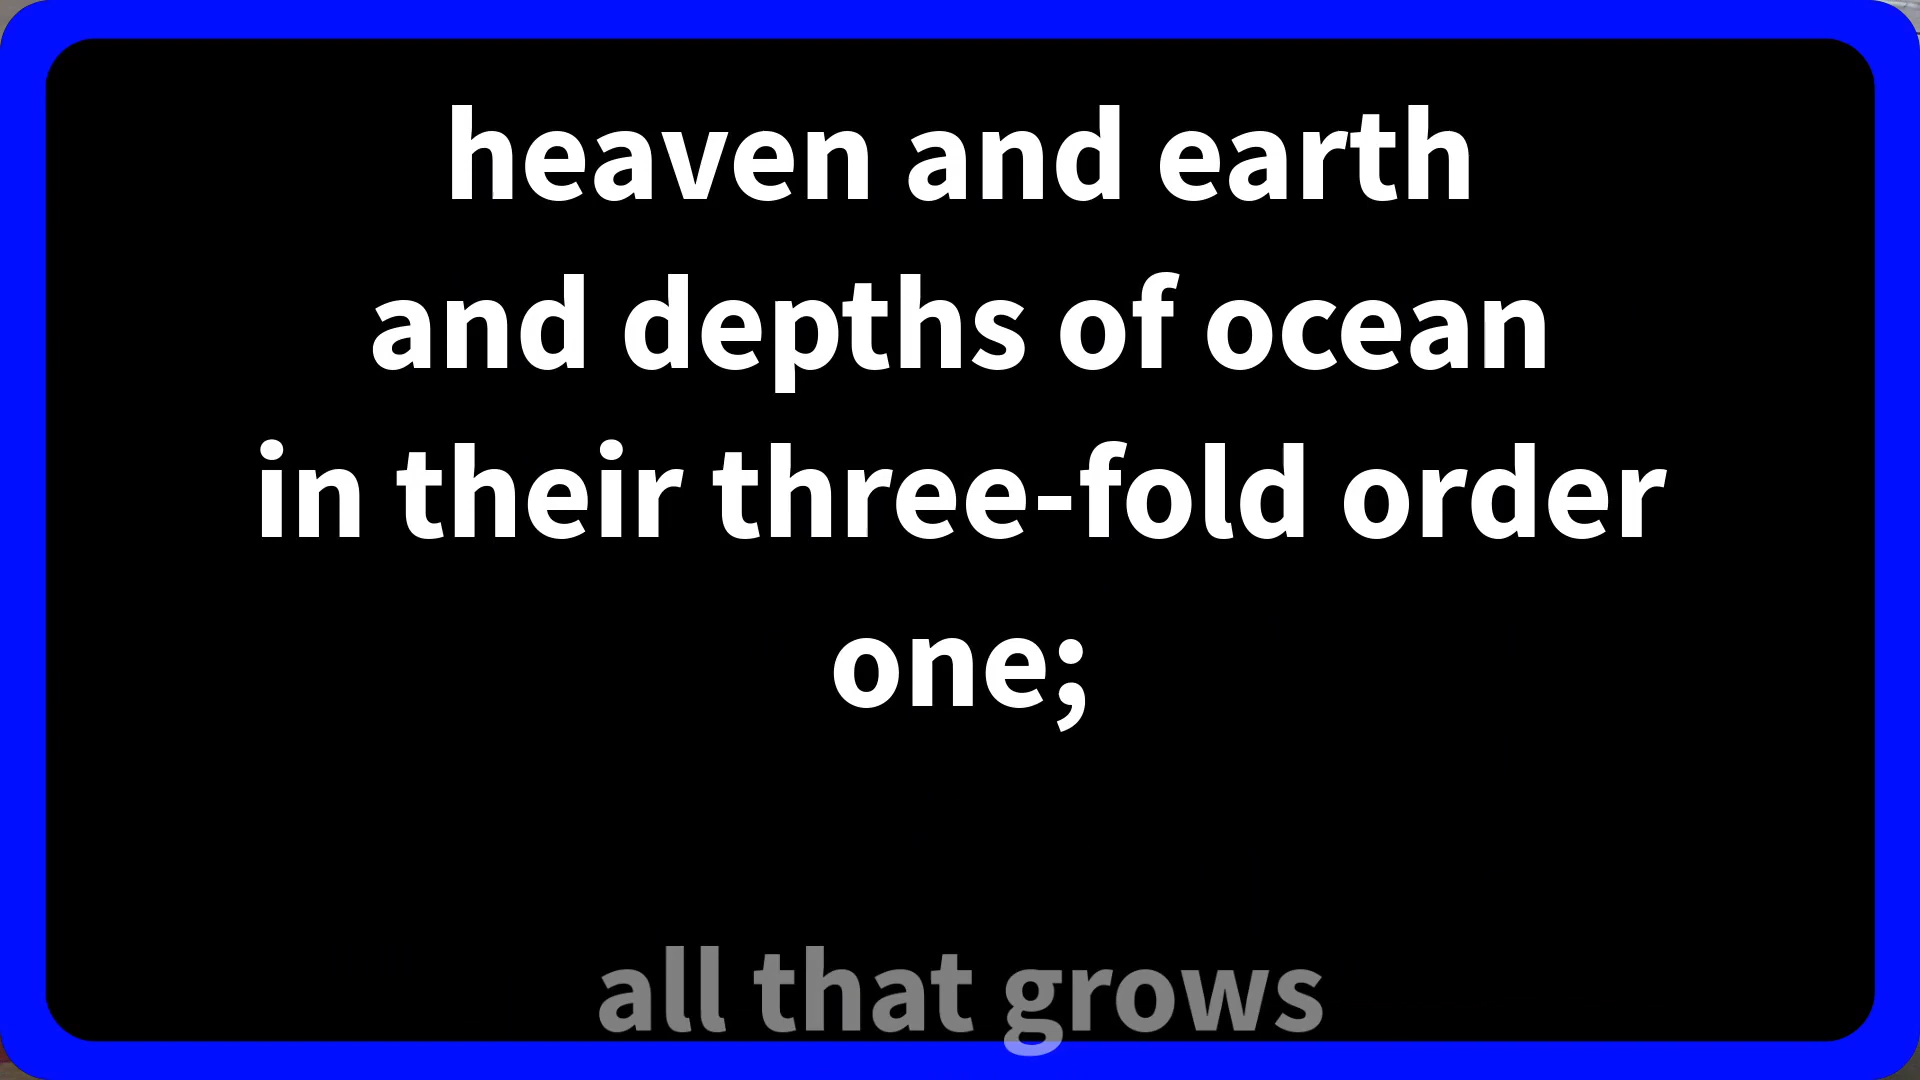 heaven and earth
and depths of ocean
in their three-fold order
one;
all that grows